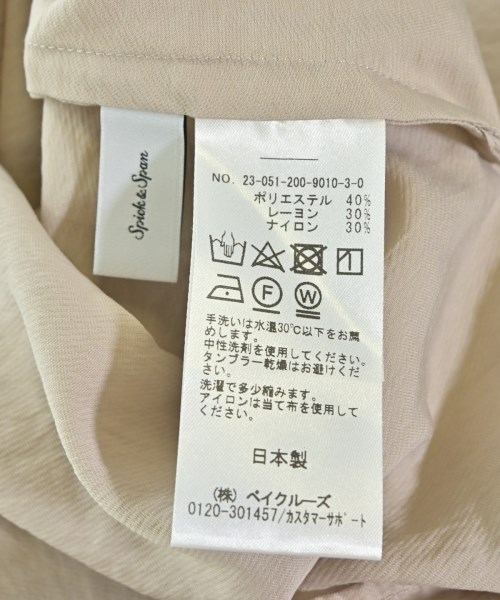 Spick & Span
NO. 23-051-200-9010-3-0
ポリエステル 40%
レーヨン 30%
ナイロン 30%
F W
手洗いは水温30℃以下をお薦
めします。
中性洗剤を使用してください。
タンブラー乾燥はお避けくだ
さい。
洗濯で多少縮みます。
アイロンは当て布を使用して
ください。
日本製
(株) ベイクルーズ
0120-301457/カスタマーサポート